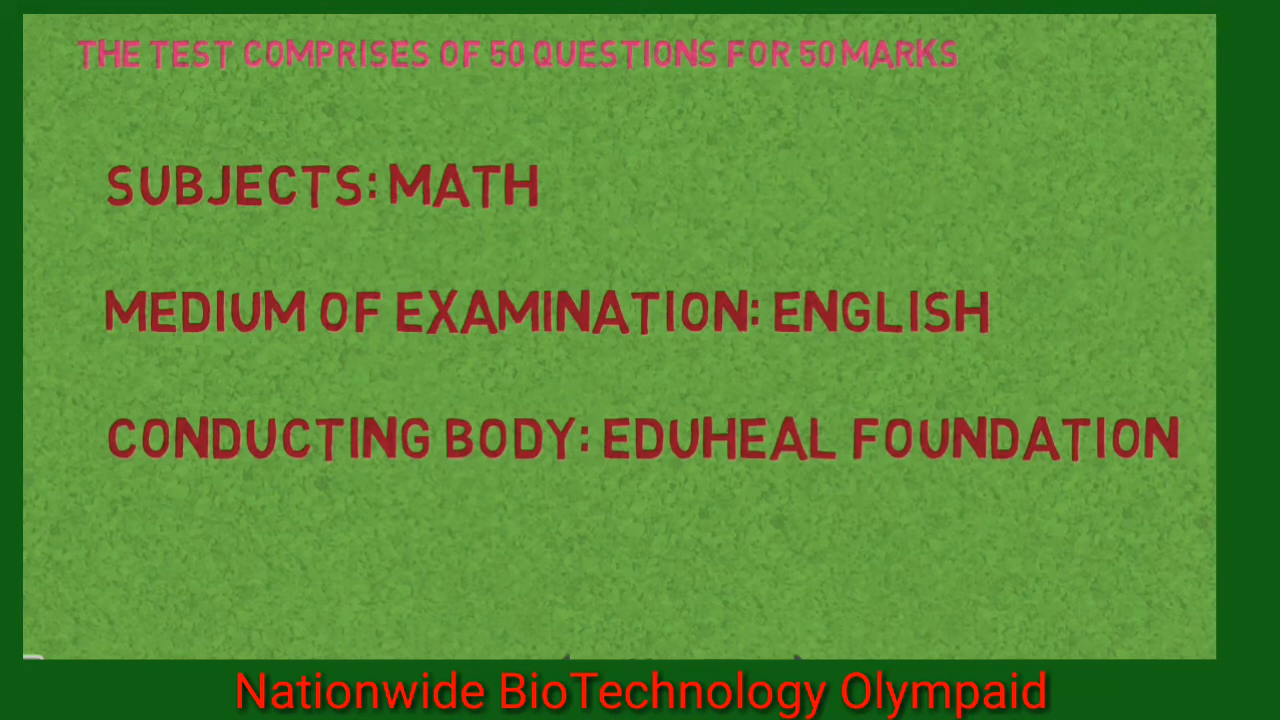 THE TEST COMPRISES OF 50 QUESTIONS FOR 50 MARKS
SUBJECTS: MATH
MEDIUM OF EXAMINATION: ENGLISH
CONDUCTING BODY: EDUHEAL FOUNDATION
Nationwide BioTechnology Olympaid